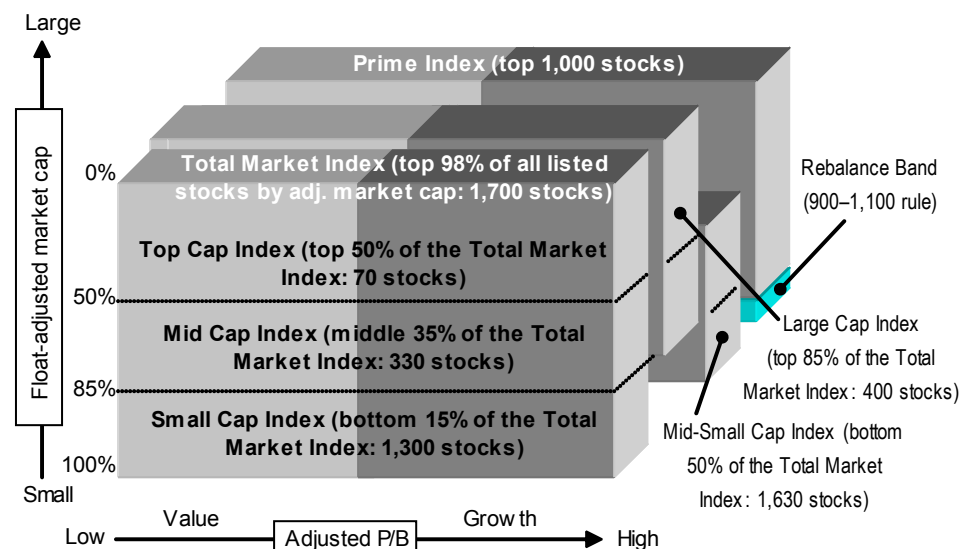 Large
Prime Index (top 1,000 stocks)
Float-adjusted market cap
0%
Total Market Index (top 98% of all listed
stocks by adj. market cap: 1,700 stocks)
Rebalance Band
(900–1,100 rule)
Top Cap Index (top 50% of the Total Market
Index: 70 stocks)
50%
Mid Cap Index (middle 35% of the Total
Market Index: 330 stocks)
Large Cap Index
(top 85% of the Total
Market Index: 400 stocks)
85%
Small Cap Index (bottom 15% of the Total
Market Index: 1,300 stocks)
Mid-Small Cap Index (bottom
50% of the Total Market
Index: 1,630 stocks)
100%
Small
Value
Growth
Low
Adjusted P/B
High